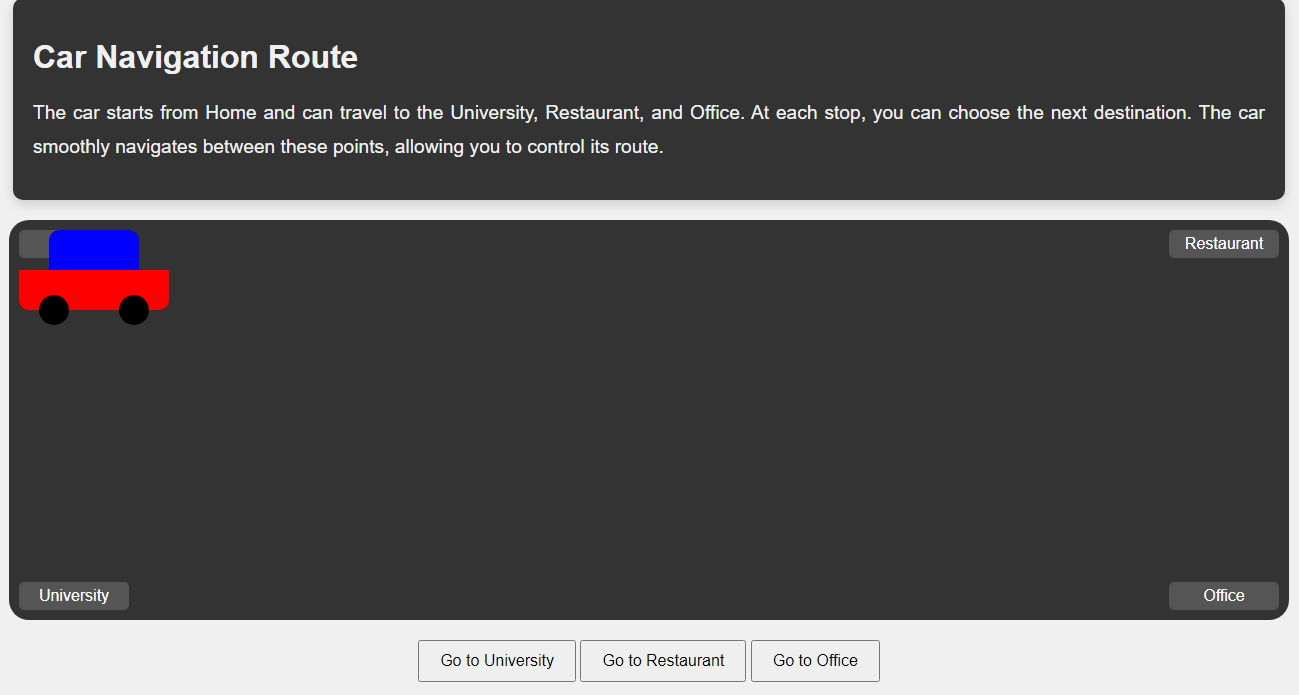 Car Navigation Route
The car starts from Home and can travel to the University, Restaurant, and Office. At each stop, you can choose the next destination. The car
smoothly navigates between these points, allowing you to control its route.
Restaurant
University
Office
Go to University
Go to Restaurant
Go to Office